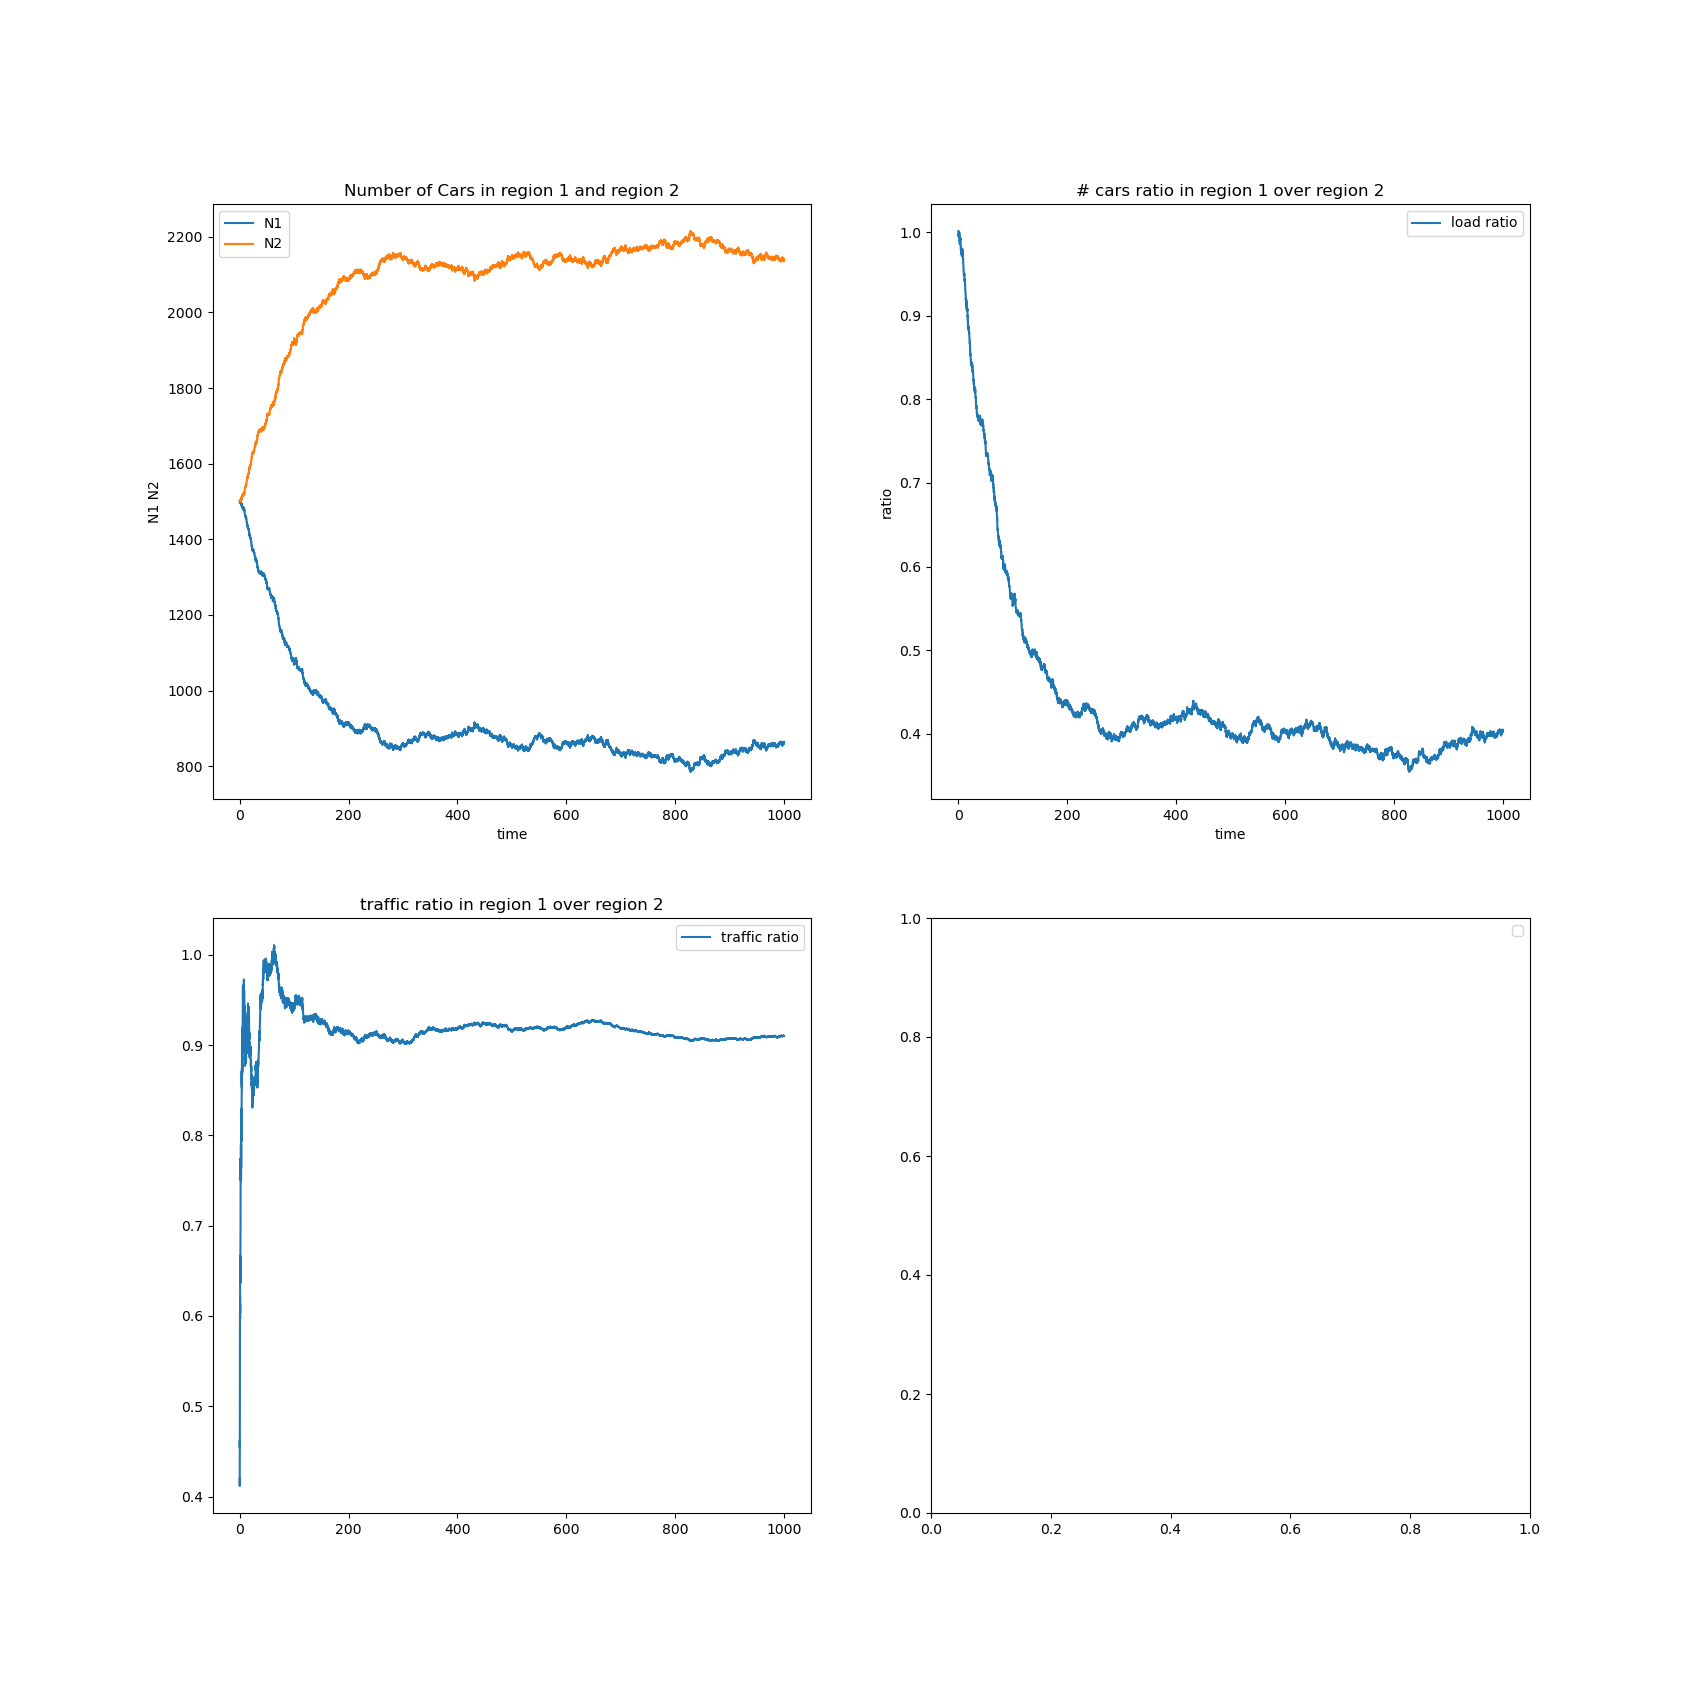 Number of Cars in region 1 and region 2
N1
N2
2200
2000
1800
1600
1400
1200
1000
800
N1 N2
0 200 400 600 800 1000
time
# cars ratio in region 1 over region 2
load ratio
1.0
0.9
0.8
0.7
0.6
0.5
0.4
ratio
0 200 400 600 800 1000
time
traffic ratio in region 1 over region 2
traffic ratio
1.0
0.9
0.8
0.7
0.6
0.5
0.4
0 200 400 600 800 1000
1.0
0.8
0.6
0.4
0.2
0.0
0.0 0.2 0.4 0.6 0.8 1.0